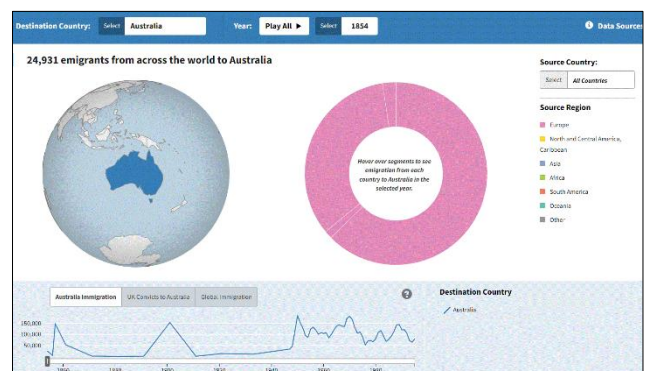 Destination Country: Select Australia Year: Play All ▶ Select 1854 Data Sources
24,931 emigrants from across the world to Australia
Source Country:
Select All Countries
Source Region
Europe
North and Central America,
Caribbean
Asia
Africa
South America
Oceania
Other
Hover over segments to see
emigration from each
country to Australia in the
selected year.
Australia Immigration UK Convicts to Australia Global Immigration ?
Destination Country
Australia
150,000
100,000
50,000